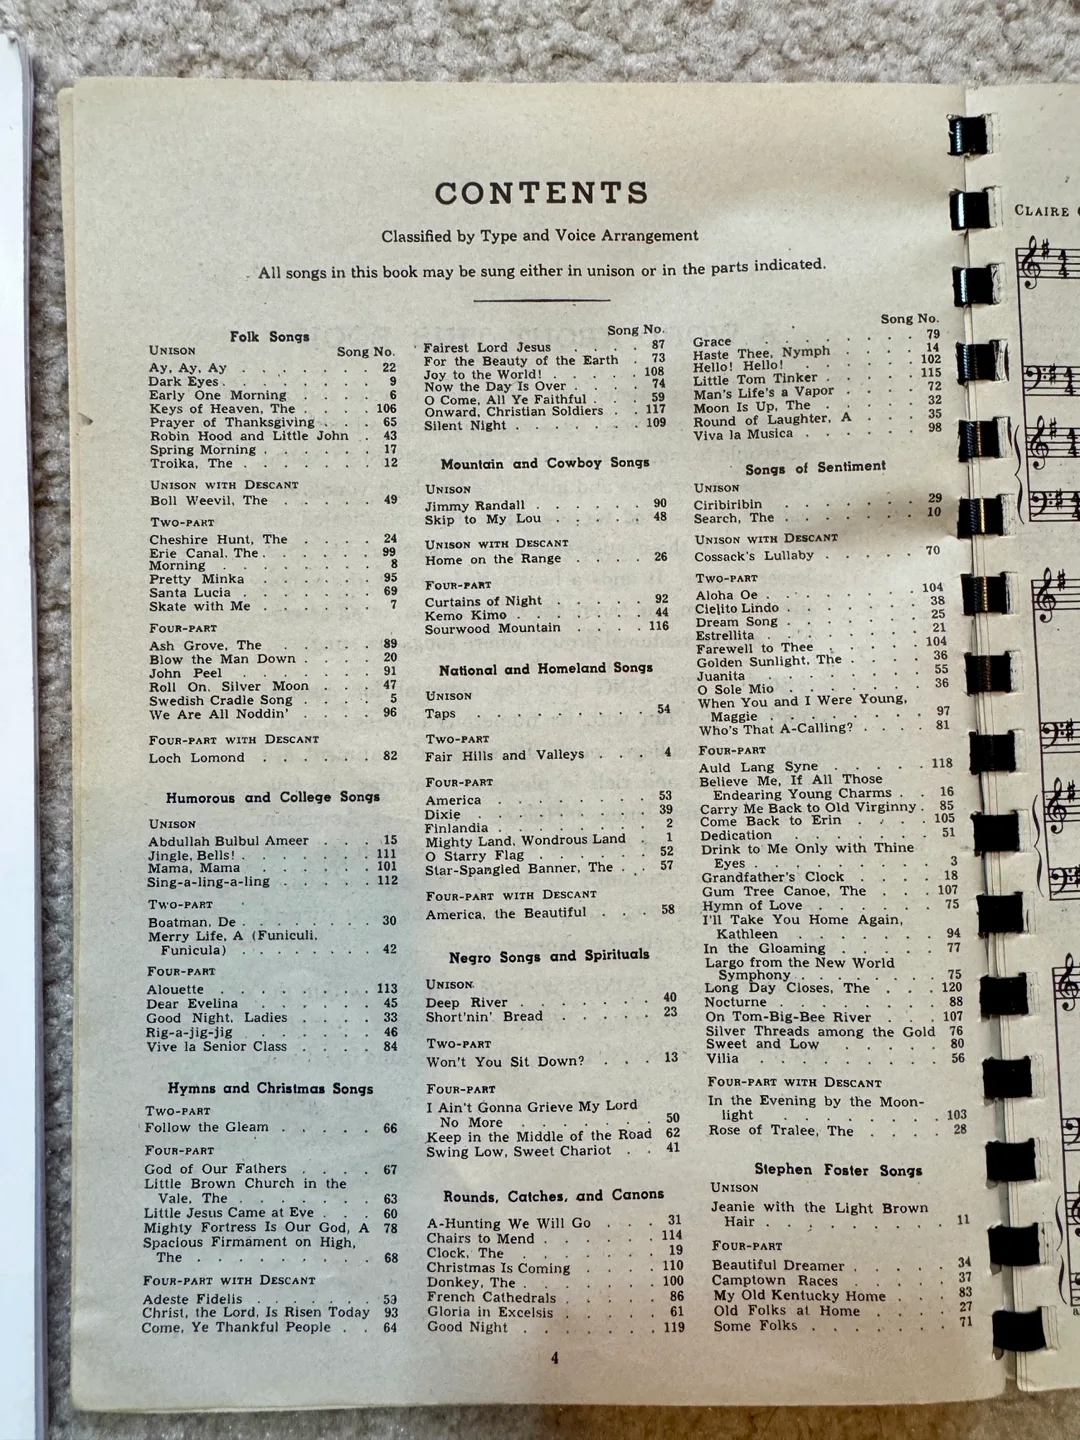 CONTENTS
Classified by Type and Voice Arrangement
All songs in this book may be sung either in unison or in the parts indicated.
Folk Songs
UNISON Song No.
Ay, Ay, Ay . . . . . . . . 22
Dark Eyes . . . . . . . . 9
Early One Morning . . . . . 6
Keys of Heaven, The . . . . 106
Prayer of Thanksgiving . . . 65
Robin Hood and Little John . 43
Spring Morning . . . . . . 17
Troika, The . . . . . . . 12
UNISON WITH DESCANT
Boll Weevil, The . . . . . 49
TWO-PART
Cheshire Hunt, The . . . . 24
Erie Canal, The . . . . . . 99
Morning . . . . . . . . 8
Pretty Minka . . . . . . 95
Santa Lucia . . . . . . . 69
Skate with Me . . . . . . 7
FOUR-PART
Ash Grove, The . . . . . 89
Blow the Man Down . . . . 20
John Peel . . . . . . . 91
Roll On, Silver Moon . . . 47
Swedish Cradle Song . . . . 5
We Are All Noddin' . . . . 96
FOUR-PART WITH DESCANT
Loch Lomond . . . . . . 82
Humorous and College Songs
UNISON
Abdullah Bulbul Ameer . . . 15
Jingle, Bells! . . . . . . . 111
Mama, Mama . . . . . . 101
Sing-a-ling-a-ling . . . . . 112
TWO-PART
Boatman, De . . . . . . . 30
Merry Life, A (Funiculi,
Funicula) . . . . . . . 42
FOUR-PART
Alouette . . . . . . . . 113
Dear Evelina . . . . . . 45
Good Night, Ladies . . . . 33
Rig-a-jig-jig . . . . . . 46
Vive la Senior Class . . . . 84
Hymns and Christmas Songs
TWO-PART
Follow the Gleam . . . . . 66
FOUR-PART
God of Our Fathers . . . . 67
Little Brown Church in the
Vale, The . . . . . . . 63
Little Jesus Came at Eve . . . 60
Mighty Fortress Is Our God, A 78
Spacious Firmament on High,
The . . . . . . . . . 68
FOUR-PART WITH DESCANT
Adeste Fidelis . . . . . . 59
Christ, the Lord, Is Risen Today 93
Come, Ye Thankful People . . 64
Song No.
Fairest Lord Jesus . . . . . 87
For the Beauty of the Earth . 73
Joy to the World! . . . . . 108
Now the Day Is Over . . . . 74
O Come, All Ye Faithful . . . 59
Onward, Christian Soldiers . . 117
Silent Night . . . . . . . 109
Mountain and Cowboy Songs
UNISON
Jimmy Randall . . . . . . 90
Skip to My Lou . . . . . 48
UNISON WITH DESCANT
Home on the Range . . . . 26
FOUR-PART
Curtains of Night . . . . . 92
Kemo Kimo . . . . . . . 44
Sourwood Mountain . . . . 116
National and Homeland Songs
UNISON
Taps . . . . . . . . . 54
TWO-PART
Fair Hills and Valleys . . . 4
FOUR-PART
America . . . . . . . . 53
Dixie . . . . . . . . . 39
Finlandia . . . . . . . . 2
Mighty Land, Wondrous Land . 1
O Starry Flag . . . . . . 52
Star-Spangled Banner, The . . 57
FOUR-PART WITH DESCANT
America, the Beautiful . . . 58
Negro Songs and Spirituals
UNISON
Deep River . . . . . . . 40
Short'nin' Bread . . . . . 23
TWO-PART
Won't You Sit Down? . . . 13
FOUR-PART
I Ain't Gonna Grieve My Lord
No More . . . . . . . 50
Keep in the Middle of the Road 62
Swing Low, Sweet Chariot . . 41
Rounds, Catches, and Canons
A-Hunting We Will Go . . . 31
Chairs to Mend . . . . . . 114
Clock, The . . . . . . . 19
Christmas Is Coming . . . . 110
Donkey, The . . . . . . . 100
French Cathedrals . . . . . 86
Gloria in Excelsis . . . . . 61
Good Night . . . . . . . 119
Song No.
Grace . . . . . . . . 79
Haste Thee, Nymph . . . . 14
Hello! Hello! . . . . . . 102
Little Tom Tinker . . . . . 115
Man's Life's a Vapor . . . . 72
Moon Is Up, The . . . . . 32
Round of Laughter, A . . . 35
Viva la Musica . . . . . . 98
Songs of Sentiment
UNISON
Ciribiribin . . . . . . . 29
Search, The . . . . . . . 10
UNISON WITH DESCANT
Cossack's Lullaby . . . . . 70
TWO-PART
Aloha Oe . . . . . . . . 104
Cielito Lindo . . . . . . . 38
Dream Song . . . . . . . 25
Estrellita . . . . . . . . 21
Farewell to Thee . . . . . 104
Golden Sunlight, The . . . . 36
Juanita . . . . . . . . 55
O Sole Mio . . . . . . . 36
When You and I Were Young,
Maggie . . . . . . . . 97
Who's That A-Calling? . . . . 81
FOUR-PART
Auld Lang Syne . . . . . 118
Believe Me, If All Those
Endearing Young Charms . . 16
Carry Me Back to Old Virginny . 85
Come Back to Erin . . . . 105
Dedication . . . . . . . 51
Drink to Me Only with Thine
Eyes . . . . . . . . . 3
Grandfather's Clock . . . . 18
Gum Tree Canoe, The . . . 107
Hymn of Love . . . . . . 75
I'll Take You Home Again,
Kathleen . . . . . . . 94
In the Gloaming . . . . . 77
Largo from the New World
Symphony . . . . . . . 75
Long Day Closes, The . . . 120
Nocturne . . . . . . . . 88
On Tom-Big-Bee River . . . 107
Silver Threads among the Gold 76
Sweet and Low . . . . . 80
Vilia . . . . . . . . 56
FOUR-PART WITH DESCANT
In the Evening by the Moon-
light . . . . . . . . 103
Rose of Tralee, The . . . . 28
Stephen Foster Songs
UNISON
Jeanie with the Light Brown
Hair . . . . . . . . . 11
FOUR-PART
Beautiful Dreamer . . . . . 34
Camptown Races . . . . . 37
My Old Kentucky Home . . . 83
Old Folks at Home . . . . 27
Some Folks . . . . . . . 71
4
CLAIRE